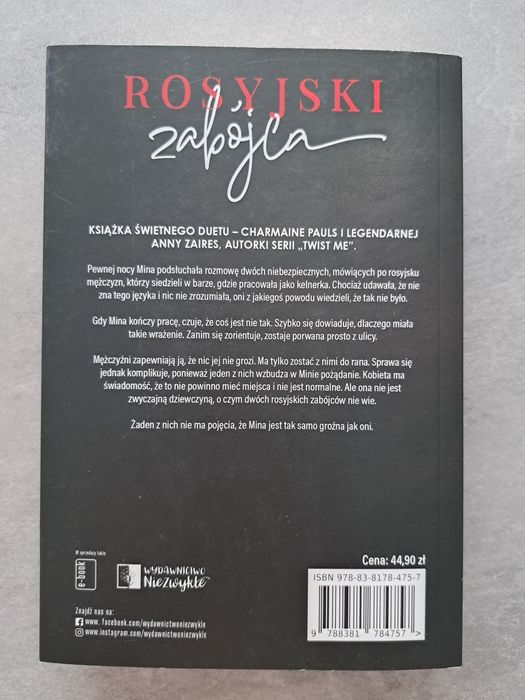 ROSYJSKI
zabójca
KSIĄŻKA ŚWIETNEGO DUETU – CHARMAINE PAULS I LEGENDARNEJ
ANNY ZAIRES, AUTORKI SERII „TWIST ME”.
Pewnej nocy Mina podsłuchała rozmowę dwóch niebezpiecznych, mówiących po rosyjsku
mężczyzn, którzy siedzieli w barze, gdzie pracowała jako kelnerka. Chociaż udawała, że nie
zna tego języka i nic nie zrozumiała, oni z jakiegoś powodu wiedzieli, że tak nie było.
Gdy Mina kończy pracę, czuje, że coś jest nie tak. Szybko się dowiaduje, dlaczego miała
takie wrażenie. Zanim się zorientuje, zostaje porwana prosto z ulicy.
Mężczyźni zapewniają ją, że nic jej nie grozi. Ma tylko zostać z nimi do rana. Sprawa się
jednak komplikuje, ponieważ jeden z nich wzbudza w Minie pożądanie. Kobieta ma
świadomość, że to nie powinno mieć miejsca i nie jest normalne. Ale ona nie jest
zwyczajną dziewczyną, o czym dwóch rosyjskich zabójców nie wie.
Żaden z nich nie ma pojęcia, że Mina jest tak samo groźna jak oni.
W sprzedaży także
e-book
WYDAWNICTWO
NieZwykłe
Znajdź nas na:
www.facebook.com/wydawnictwoniezwykle
www.instagram.com/wydawnictwoniezwykle
Cena: 44,90 zł
ISBN 978-83-8178-475-7
9 788381 784757 >